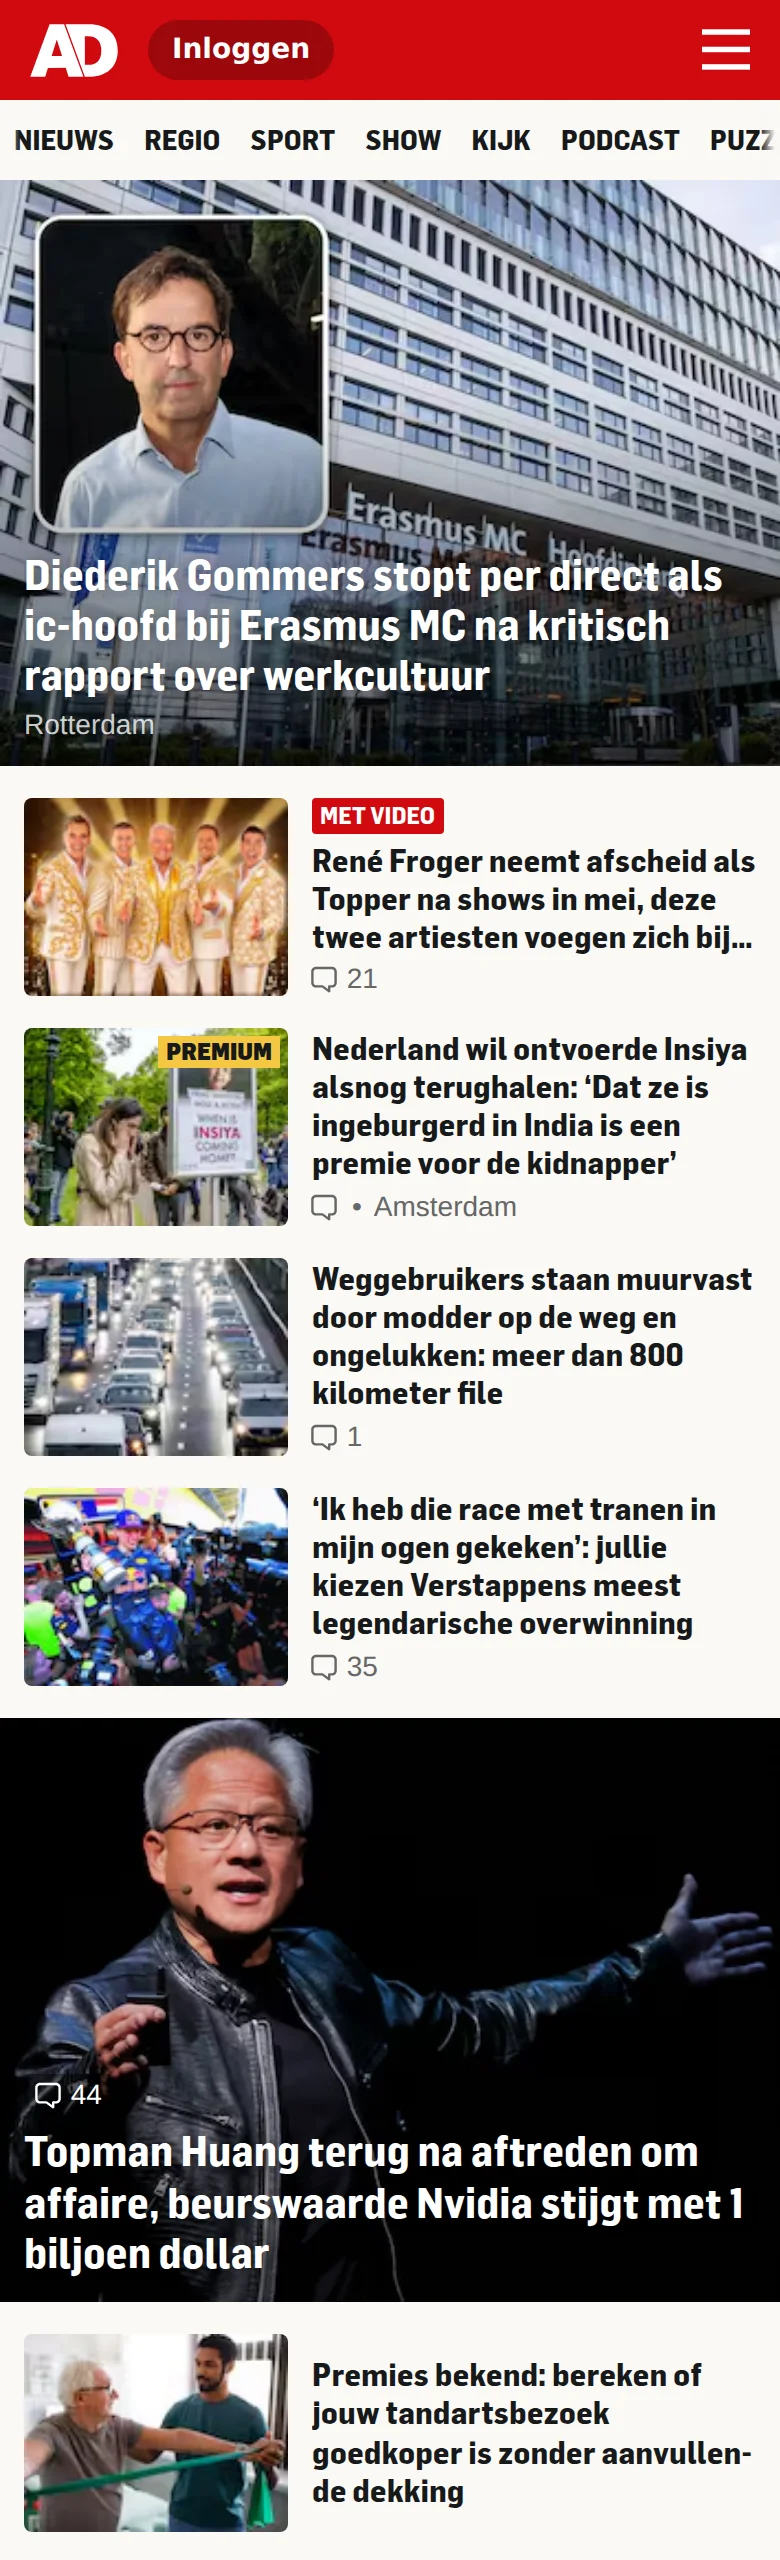 AD
Inloggen
NIEUWS REGIO SPORT SHOW KIJK PODCAST PUZZ
Erasmus MC
Erasmus MC
Diederik Gommers stopt per direct als
ic-hoofd bij Erasmus MC na kritisch
rapport over werkcultuur
Rotterdam
MET VIDEO
René Froger neemt afscheid als
Topper na shows in mei, deze
twee artiesten voegen zich bij...
21
PREMIUM
WHEN IS
INSIYA
COMING
HOME?
Nederland wil ontvoerde Insiya
alsnog terughalen: ‘Dat ze is
ingeburgerd in India is een
premie voor de kidnapper’
• Amsterdam
Weggebruikers staan muurvast
door modder op de weg en
ongelukken: meer dan 800
kilometer file
1
‘Ik heb die race met tranen in
mijn ogen gekeken’: jullie
kiezen Verstappens meest
legendarische overwinning
35
44
Topman Huang terug na aftreden om
affaire, beurswaarde Nvidia stijgt met 1
biljoen dollar
Premies bekend: bereken of
jouw tandartsbezoek
goedkoper is zonder aanvullen-
de dekking